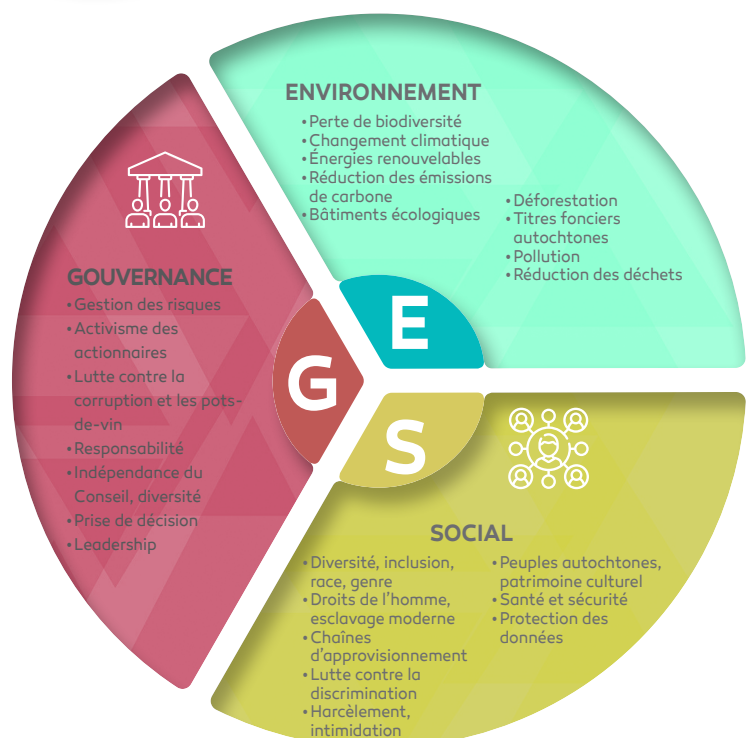 ENVIRONNEMENT
• Perte de biodiversité
• Changement climatique
• Énergies renouvelables
• Réduction des émissions
de carbone
• Bâtiments écologiques
• Déforestation
• Titres fonciers
autochtones
• Pollution
• Réduction des déchets
GOUVERNANCE
• Gestion des risques
• Activisme des
actionnaires
• Lutte contre la
corruption et les pots-
de-vin
• Responsabilité
• Indépendance du
Conseil, diversité
• Prise de décision
• Leadership
E
G
S
SOCIAL
• Diversité, inclusion,
race, genre
• Droits de l’homme,
esclavage moderne
• Chaînes
d’approvisionnement
• Lutte contre la
discrimination
• Harcèlement,
intimidation
• Peuples autochtones,
patrimoine culturel
• Santé et sécurité
• Protection des
données